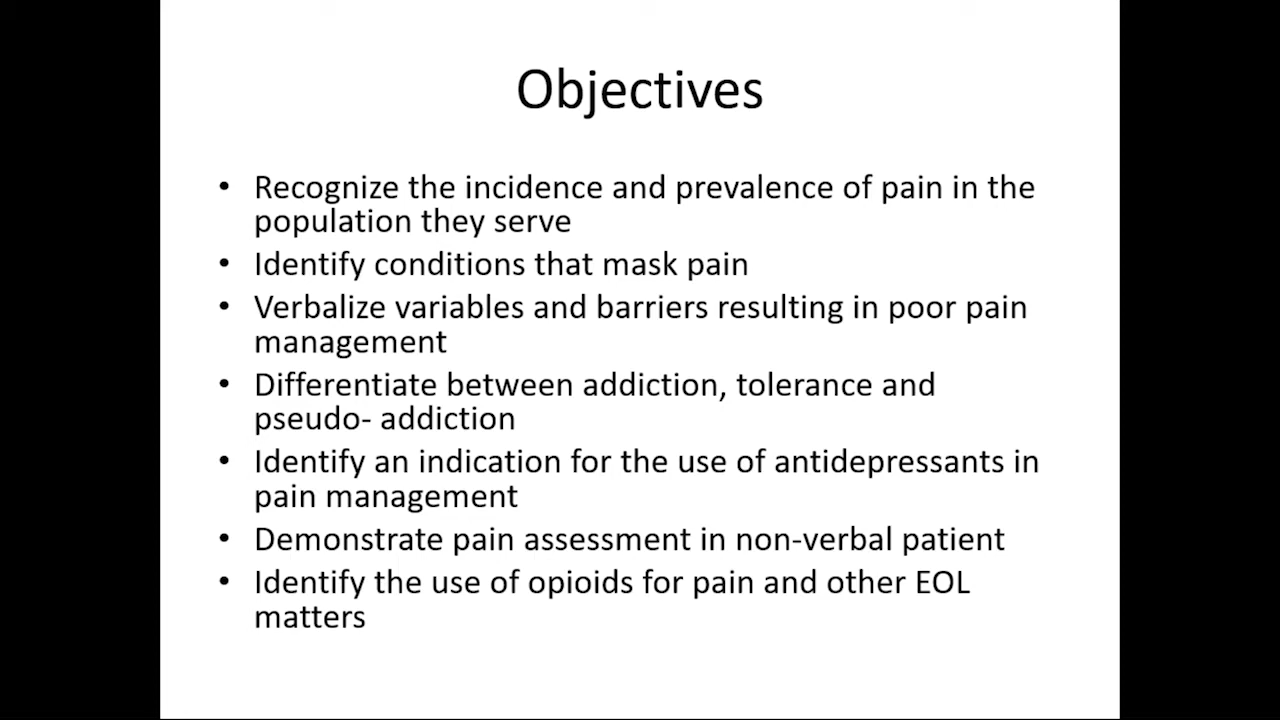 Objectives
• Recognize the incidence and prevalence of pain in the
population they serve
• Identify conditions that mask pain
• Verbalize variables and barriers resulting in poor pain
management
• Differentiate between addiction, tolerance and
pseudo- addiction
• Identify an indication for the use of antidepressants in
pain management
• Demonstrate pain assessment in non-verbal patient
• Identify the use of opioids for pain and other EOL
matters